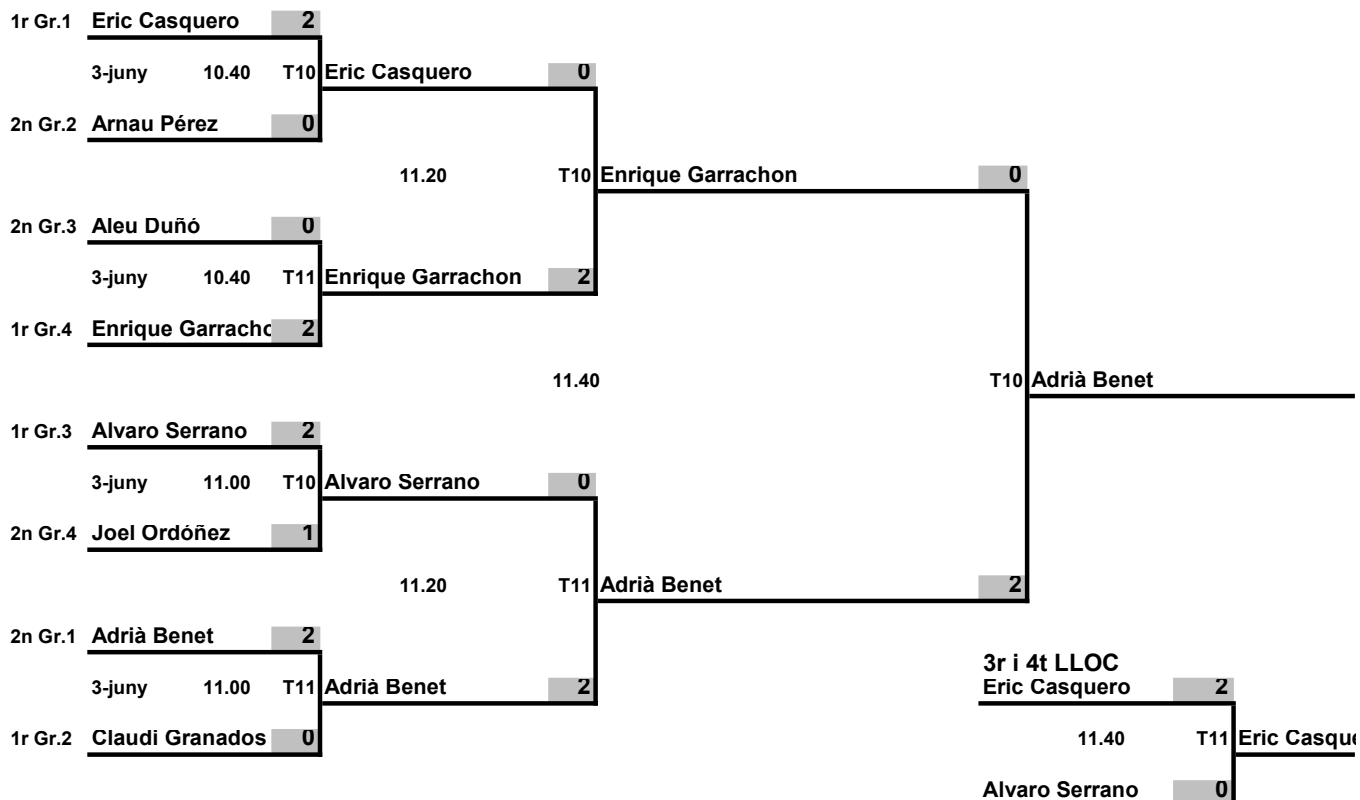 1r Gr.1 Eric Casquero 2
3-juny 10.40 T10 Eric Casquero 0
2n Gr.2 Arnau Pérez 0
11.20 T10 Enrique Garrachon 0
2n Gr.3 Aleu Duñó 0
3-juny 10.40 T11 Enrique Garrachon 2
1r Gr.4 Enrique Garracho 2
11.40 T10 Adrià Benet
1r Gr.3 Alvaro Serrano 2
3-juny 11.00 T10 Alvaro Serrano 0
2n Gr.4 Joel Ordóñez 1
11.20 T11 Adrià Benet 2
2n Gr.1 Adrià Benet 2
3r i 4t LLOC
3-juny 11.00 T11 Adrià Benet 2 Eric Casquero 2
1r Gr.2 Claudi Granados 0 11.40 T11 Eric Casque
Alvaro Serrano 0